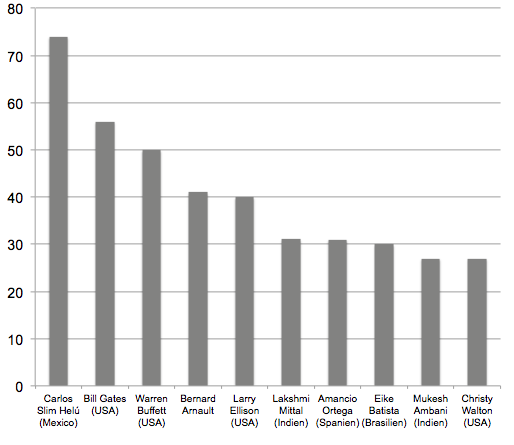 80
70
60
50
40
30
20
10
0
Carlos Slim Helú (Mexico)
Bill Gates (USA)
Warren Buffett (USA)
Bernard Arnault
Larry Ellison (USA)
Lakshmi Mittal (Indien)
Amancio Ortega (Spanien)
Eike Batista (Brasilien)
Mukesh Ambani (Indien)
Christy Walton (USA)